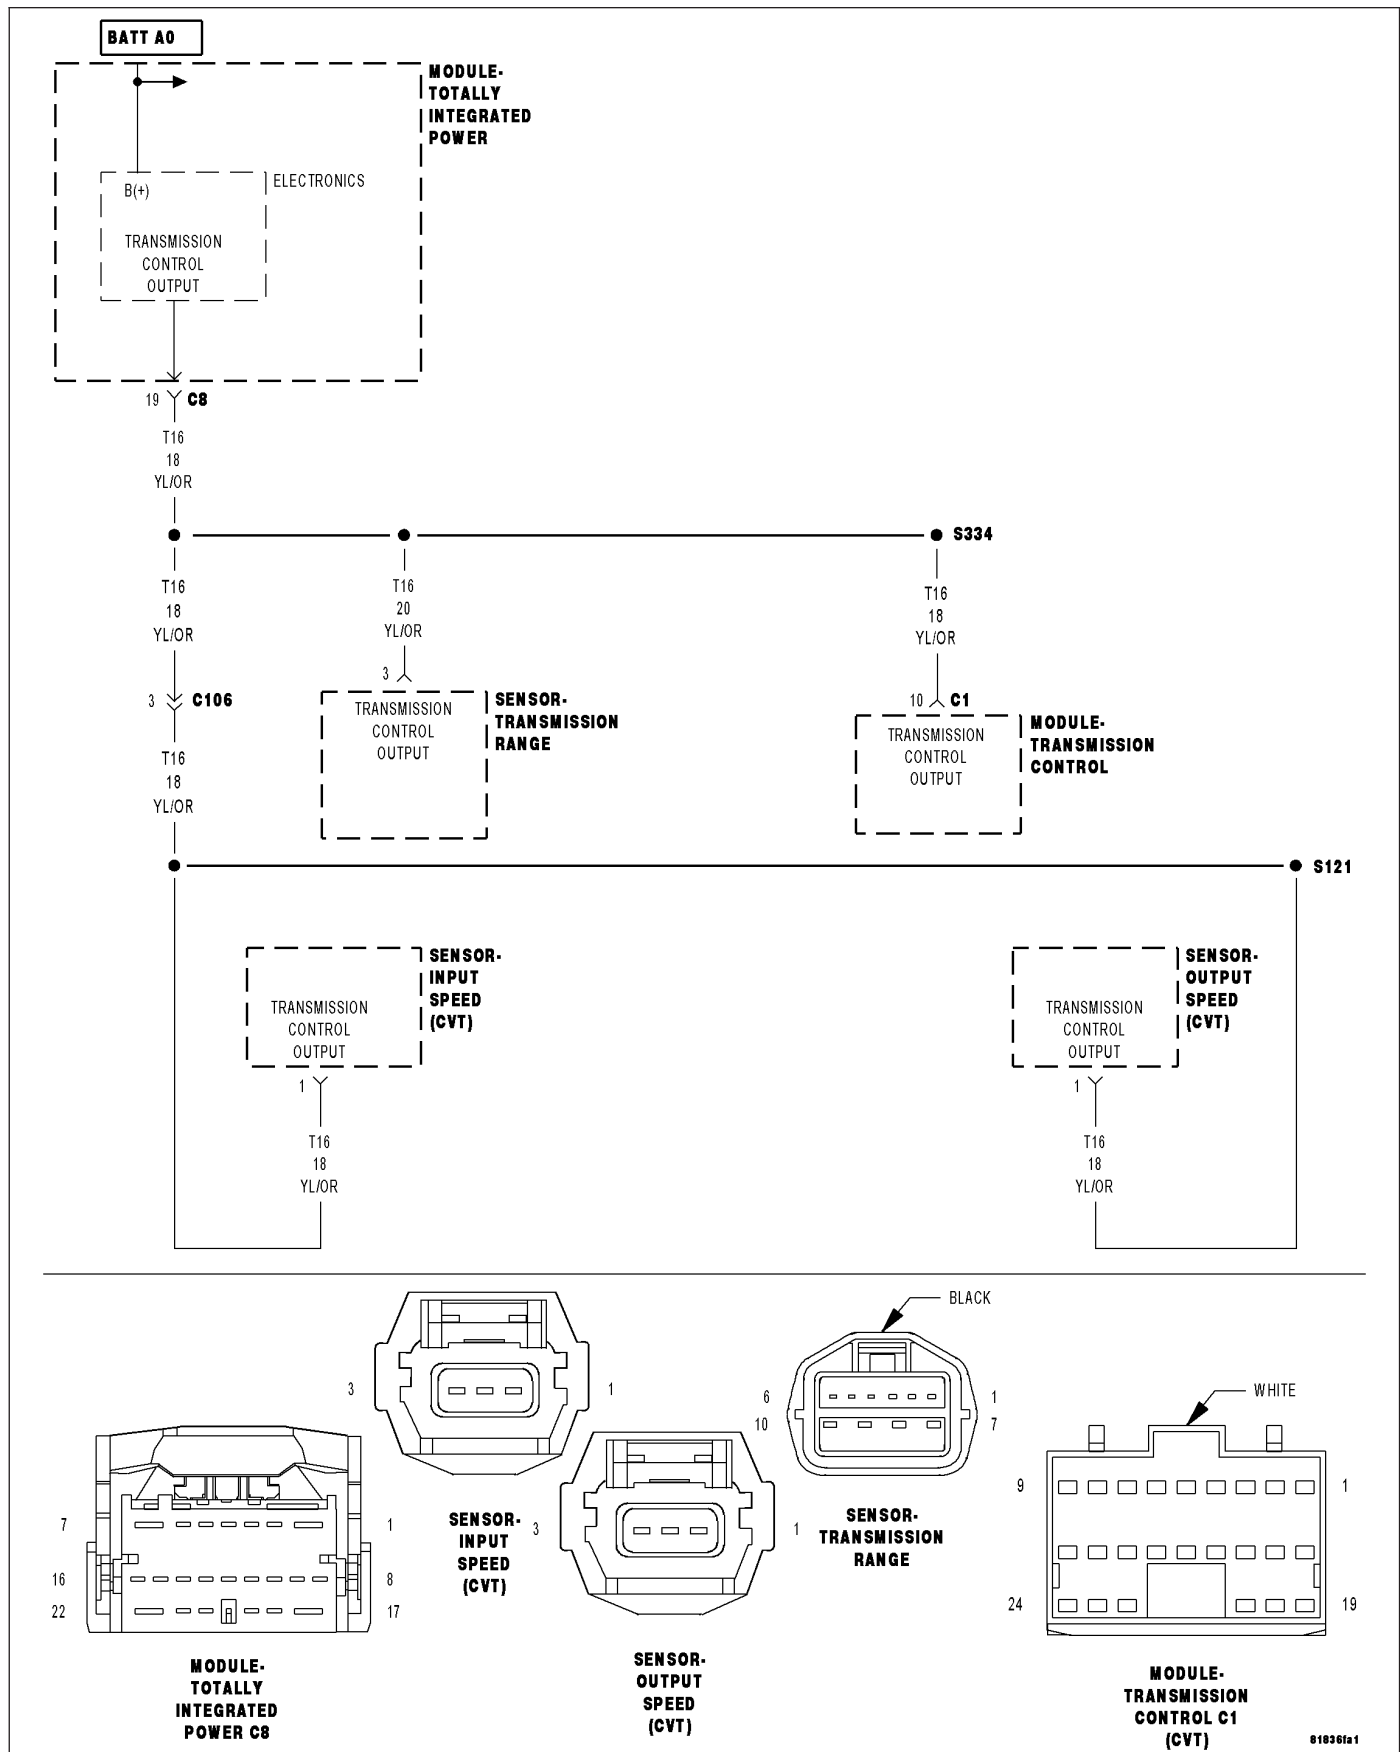 BATT A0
MODULE-
TOTALLY
INTEGRATED
POWER
B(+)
ELECTRONICS
TRANSMISSION
CONTROL
OUTPUT
19
C8
T16
18
YL/OR
S334
T16
18
YL/OR
T16
20
YL/OR
T16
18
YL/OR
3
C106
3
TRANSMISSION
CONTROL
OUTPUT
SENSOR-
TRANSMISSION
RANGE
10
C1
TRANSMISSION
CONTROL
OUTPUT
MODULE-
TRANSMISSION
CONTROL
T16
18
YL/OR
S121
TRANSMISSION
CONTROL
OUTPUT
SENSOR-
INPUT
SPEED
(CVT)
1
T16
18
YL/OR
TRANSMISSION
CONTROL
OUTPUT
SENSOR-
OUTPUT
SPEED
(CVT)
1
T16
18
YL/OR
3
1
SENSOR-
INPUT
SPEED
(CVT)
BLACK
6
1
10
7
SENSOR-
TRANSMISSION
RANGE
WHITE
9
1
24
19
MODULE-
TRANSMISSION
CONTROL C1
(CVT)
7
1
16
8
22
17
MODULE-
TOTALLY
INTEGRATED
POWER C8
3
1
SENSOR-
OUTPUT
SPEED
(CVT)
81836fa1